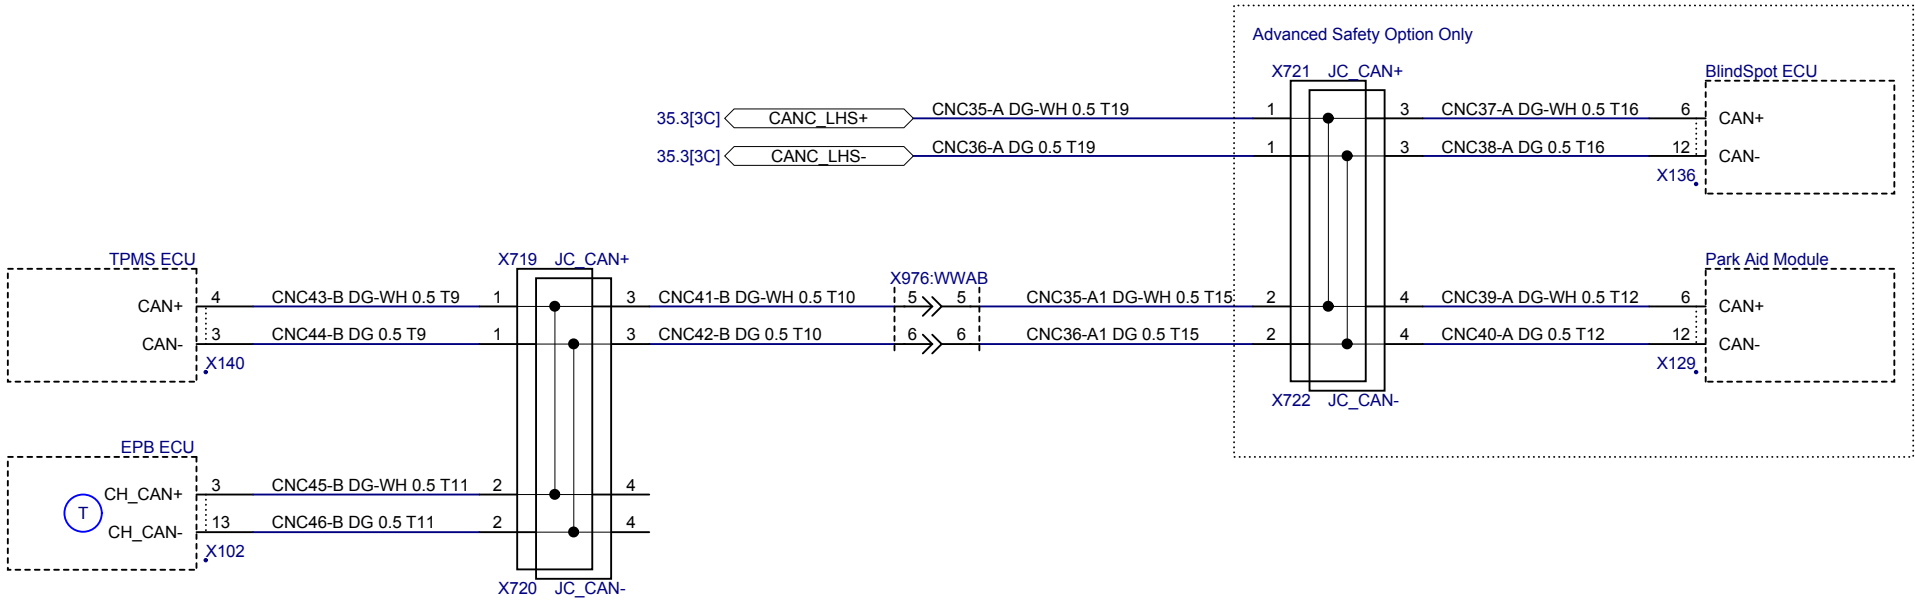 Advanced Safety Option Only
X721 JC_CAN+
BlindSpot ECU
35.3[3C] CANC_LHS+ CNC35-A DG-WH 0.5 T19 1 3 CNC37-A DG-WH 0.5 T16 6 CAN+
35.3[3C] CANC_LHS- CNC36-A DG 0.5 T19 1 3 CNC38-A DG 0.5 T16 12 CAN-
X136
TPMS ECU
X719 JC_CAN+
X976:WWAB
Park Aid Module
CAN+ 4 CNC43-B DG-WH 0.5 T9 1 3 CNC41-B DG-WH 0.5 T10 5 5 CNC35-A1 DG-WH 0.5 T15 2 4 CNC39-A DG-WH 0.5 T12 6 CAN+
CAN- 3 CNC44-B DG 0.5 T9 1 3 CNC42-B DG 0.5 T10 6 6 CNC36-A1 DG 0.5 T15 2 4 CNC40-A DG 0.5 T12 12 CAN-
X140
X129
X722 JC_CAN-
EPB ECU
CH_CAN+ 3 CNC45-B DG-WH 0.5 T11 2 4
T
CH_CAN- 13 CNC46-B DG 0.5 T11 2 4
X102
X720 JC_CAN-